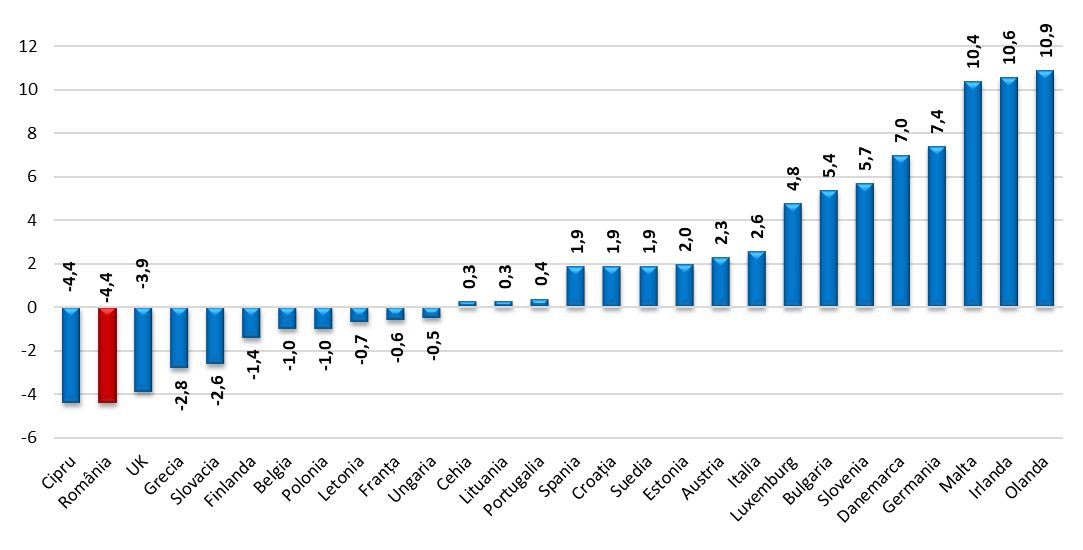 12
10
8
6
4
2
0
-2
-4
-6
-4,4
-4,4
-3,9
-2,8
-2,6
-1,4
-1,0
-1,0
-0,7
-0,6
-0,5
0,3
0,3
0,4
1,9
1,9
1,9
2,0
2,3
2,6
4,8
5,4
5,7
7,0
7,4
10,4
10,6
10,9
Cipru
România
UK
Grecia
Slovacia
Finlanda
Belgia
Polonia
Letonia
Franța
Ungaria
Cehia
Lituania
Portugalia
Spania
Croația
Suedia
Estonia
Austria
Italia
Luxemburg
Bulgaria
Slovenia
Danemarca
Germania
Malta
Irlanda
Olanda